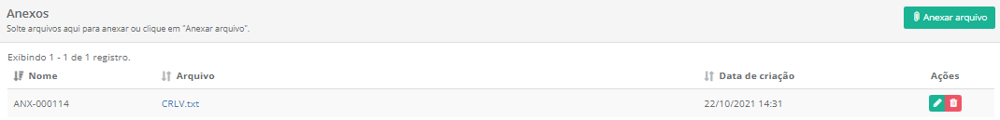 Anexos
Solte arquivos aqui para anexar ou clique em "Anexar arquivo".
Anexar arquivo
Exibindo 1 - 1 de 1 registro.
Nome Arquivo Data de criação Ações
ANX-000114 CRLV.txt 22/10/2021 14:31